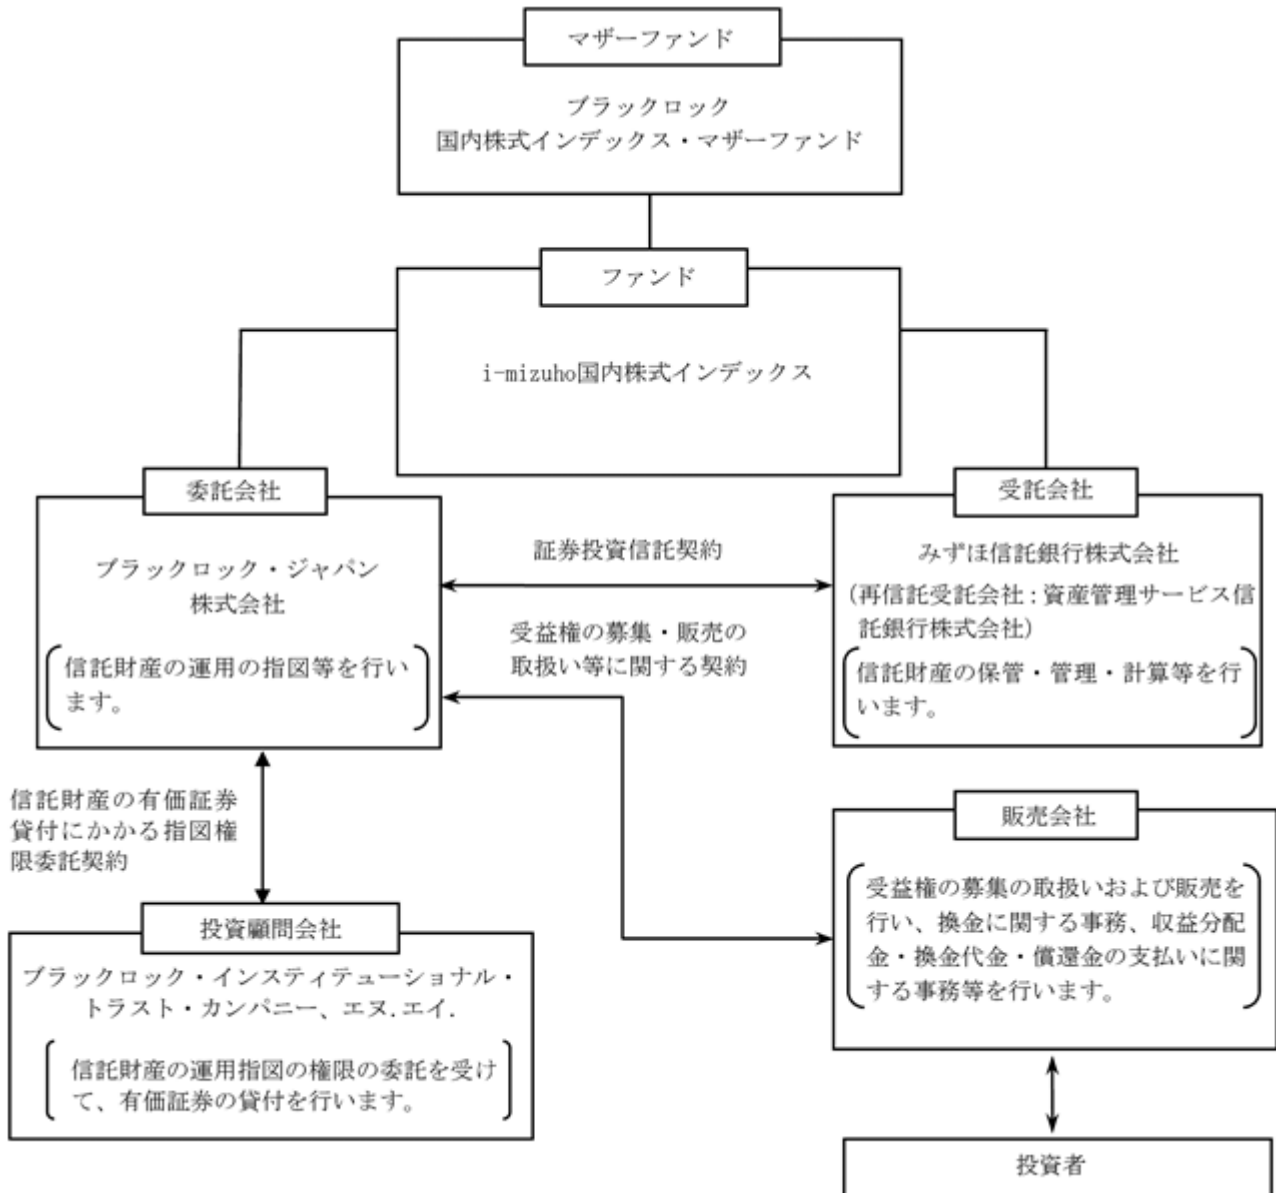 マザーファンド
ブラックロック
国内株式インデックス・マザーファンド
ファンド
i-mizuho国内株式インデックス
委託会社
ブラックロック・ジャパン
株式会社
信託財産の運用の指図等を行い
ます。
証券投資信託契約
受益権の募集・販売の
取扱い等に関する契約
受託会社
みずほ信託銀行株式会社
(再信託受託会社:資産管理サービス信
託銀行株式会社)
信託財産の保管・管理・計算等を行
います。
信託財産の有価証券
貸付にかかる指図権
限委託契約
投資顧問会社
ブラックロック・インスティテューショナル・
トラスト・カンパニー、エヌ.エイ.
信託財産の運用指図の権限の委託を受け
て、有価証券の貸付を行います。
販売会社
受益権の募集の取扱いおよび販売を
行い、換金に関する事務、収益分配
金・換金代金・償還金の支払いに関
する事務等を行います。
投資者